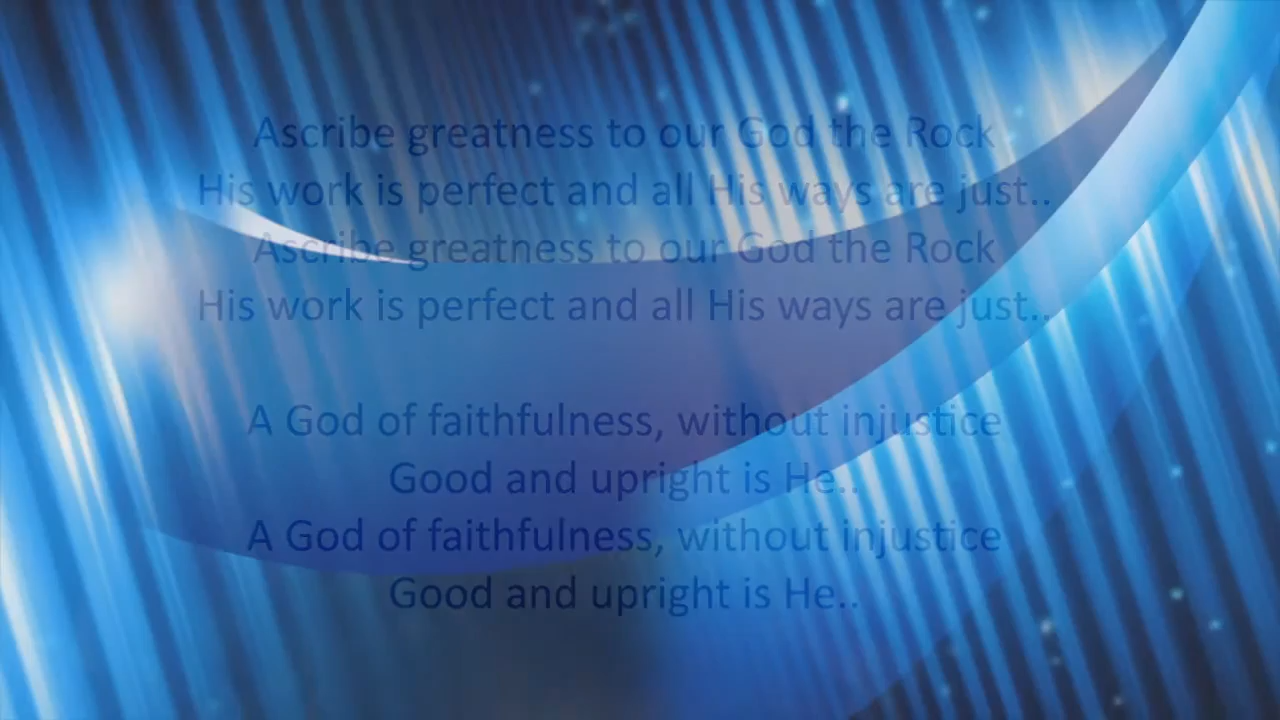 Ascribe greatness to our God the Rock
His work is perfect and all His ways are just..
Ascribe greatness to our God the Rock
His work is perfect and all His ways are just..
A God of faithfulness, without injustice
Good and upright is He..
A God of faithfulness, without injustice
Good and upright is He..